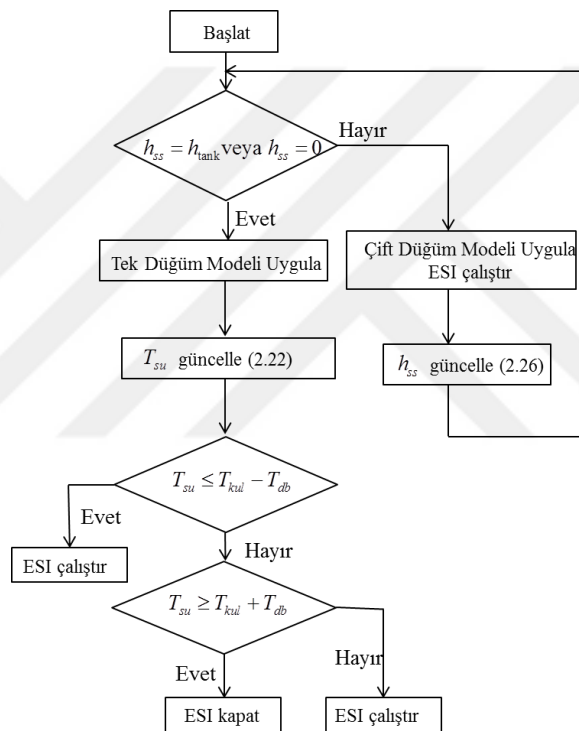 Başlat
h_ss = h_tank veya h_ss = 0
Hayır
Evet
Tek Düğüm Modeli Uygula
Çift Düğüm Modeli Uygula
ESI çalıştır
T_su güncelle (2.22)
h_ss güncelle (2.26)
T_su ≤ T_kul − T_db
Evet
Hayır
ESI çalıştır
T_su ≥ T_kul + T_db
Evet
Hayır
ESI kapat
ESI çalıştır